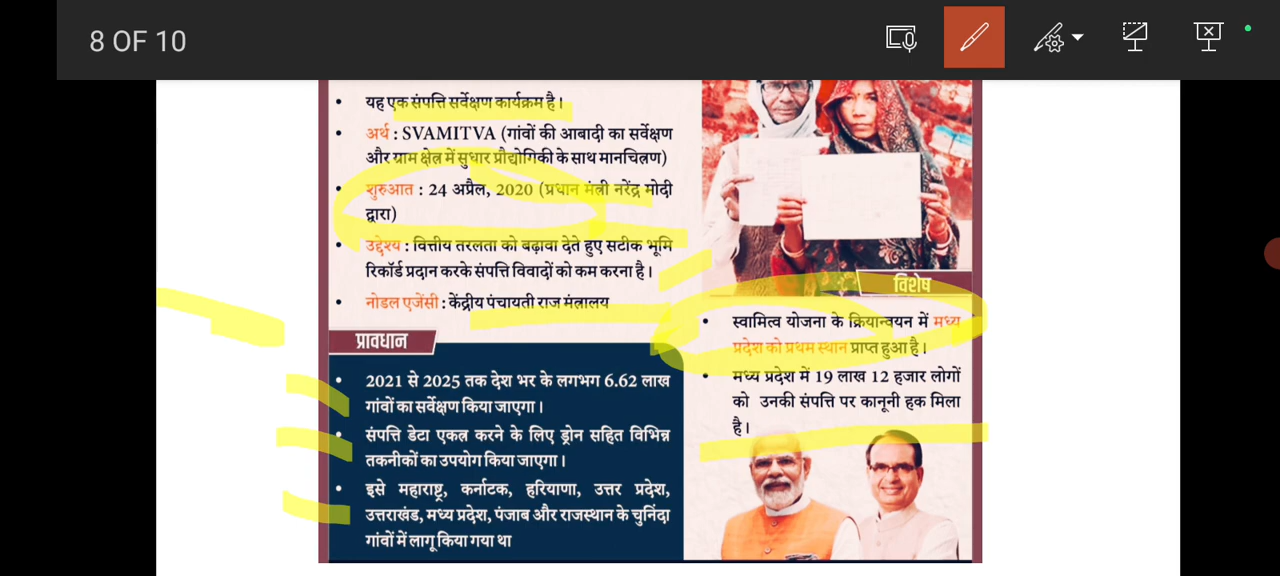 8 OF 10
• यह एक संपत्ति सर्वेक्षण कार्यक्रम है।
• अर्थ : SVAMITVA (गांवों की आबादी का सर्वेक्षण
और ग्राम क्षेत्र में सुधार प्रौद्योगिकी के साथ मानचित्रण)
• शुरुआत : 24 अप्रैल, 2020 (प्रधान मंत्री नरेंद्र मोदी
द्वारा)
• उद्देश्य : वित्तीय तरलता को बढ़ावा देते हुए सटीक भूमि
रिकॉर्ड प्रदान करके संपत्ति विवादों को कम करना है।
• नोडल एजेंसी : केंद्रीय पंचायती राज मंत्रालय
प्रावधान
• 2021 से 2025 तक देश भर के लगभग 6.62 लाख
गांवों का सर्वेक्षण किया जाएगा।
• संपत्ति डेटा एकत्र करने के लिए ड्रोन सहित विभिन्न
तकनीकों का उपयोग किया जाएगा।
• इसे महाराष्ट्र, कर्नाटक, हरियाणा, उत्तर प्रदेश,
उत्तराखंड, मध्य प्रदेश, पंजाब और राजस्थान के चुनिंदा
गांवों में लागू किया गया था
विशेष
• स्वामित्व योजना के क्रियान्वयन में मध्य
प्रदेश को प्रथम स्थान प्राप्त हुआ है।
• मध्य प्रदेश में 19 लाख 12 हजार लोगों
को उनकी संपत्ति पर कानूनी हक मिला
है।